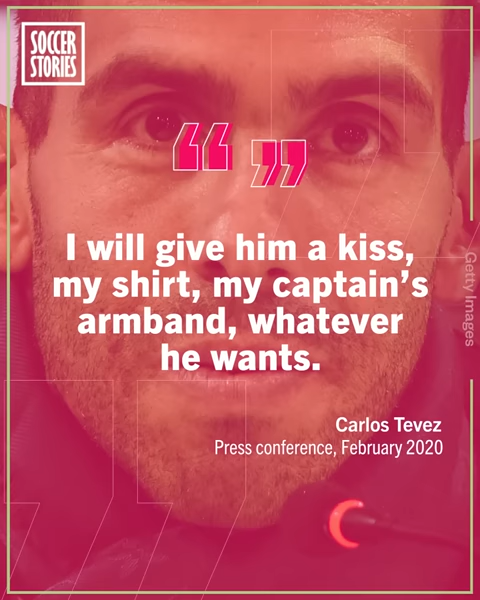 SOCCER
STORIES
“ ”
I will give him a kiss,
my shirt, my captain’s
armband, whatever
he wants.
Carlos Tevez
Press conference, February 2020
Getty Images